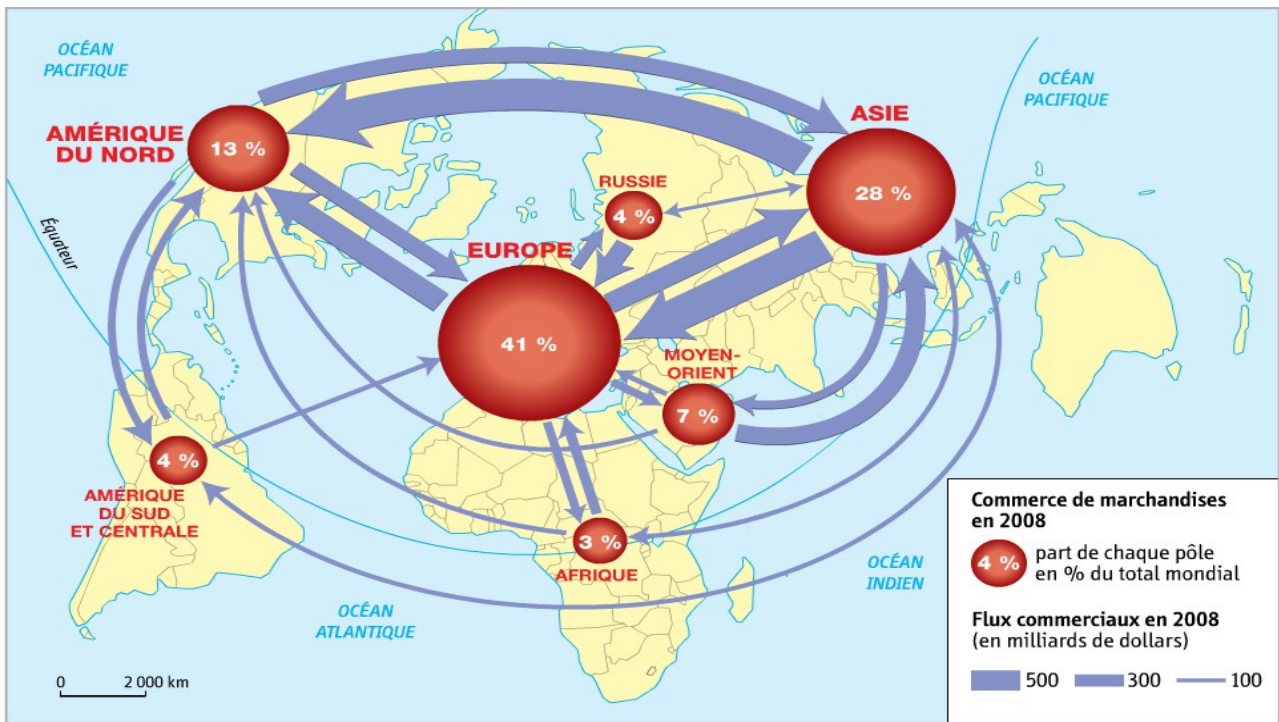 OCÉAN
PACIFIQUE
OCÉAN
PACIFIQUE
AMÉRIQUE
DU NORD
13 %
ASIE
28 %
RUSSIE
4 %
Équateur
EUROPE
41 %
MOYEN-
ORIENT
7 %
4 %
AMÉRIQUE
DU SUD
ET CENTRALE
3 %
AFRIQUE
OCÉAN
INDIEN
OCÉAN
ATLANTIQUE
0 2 000 km
Commerce de marchandises
en 2008
4 %
part de chaque pôle
en % du total mondial
Flux commerciaux en 2008
(en milliards de dollars)
500 300 100